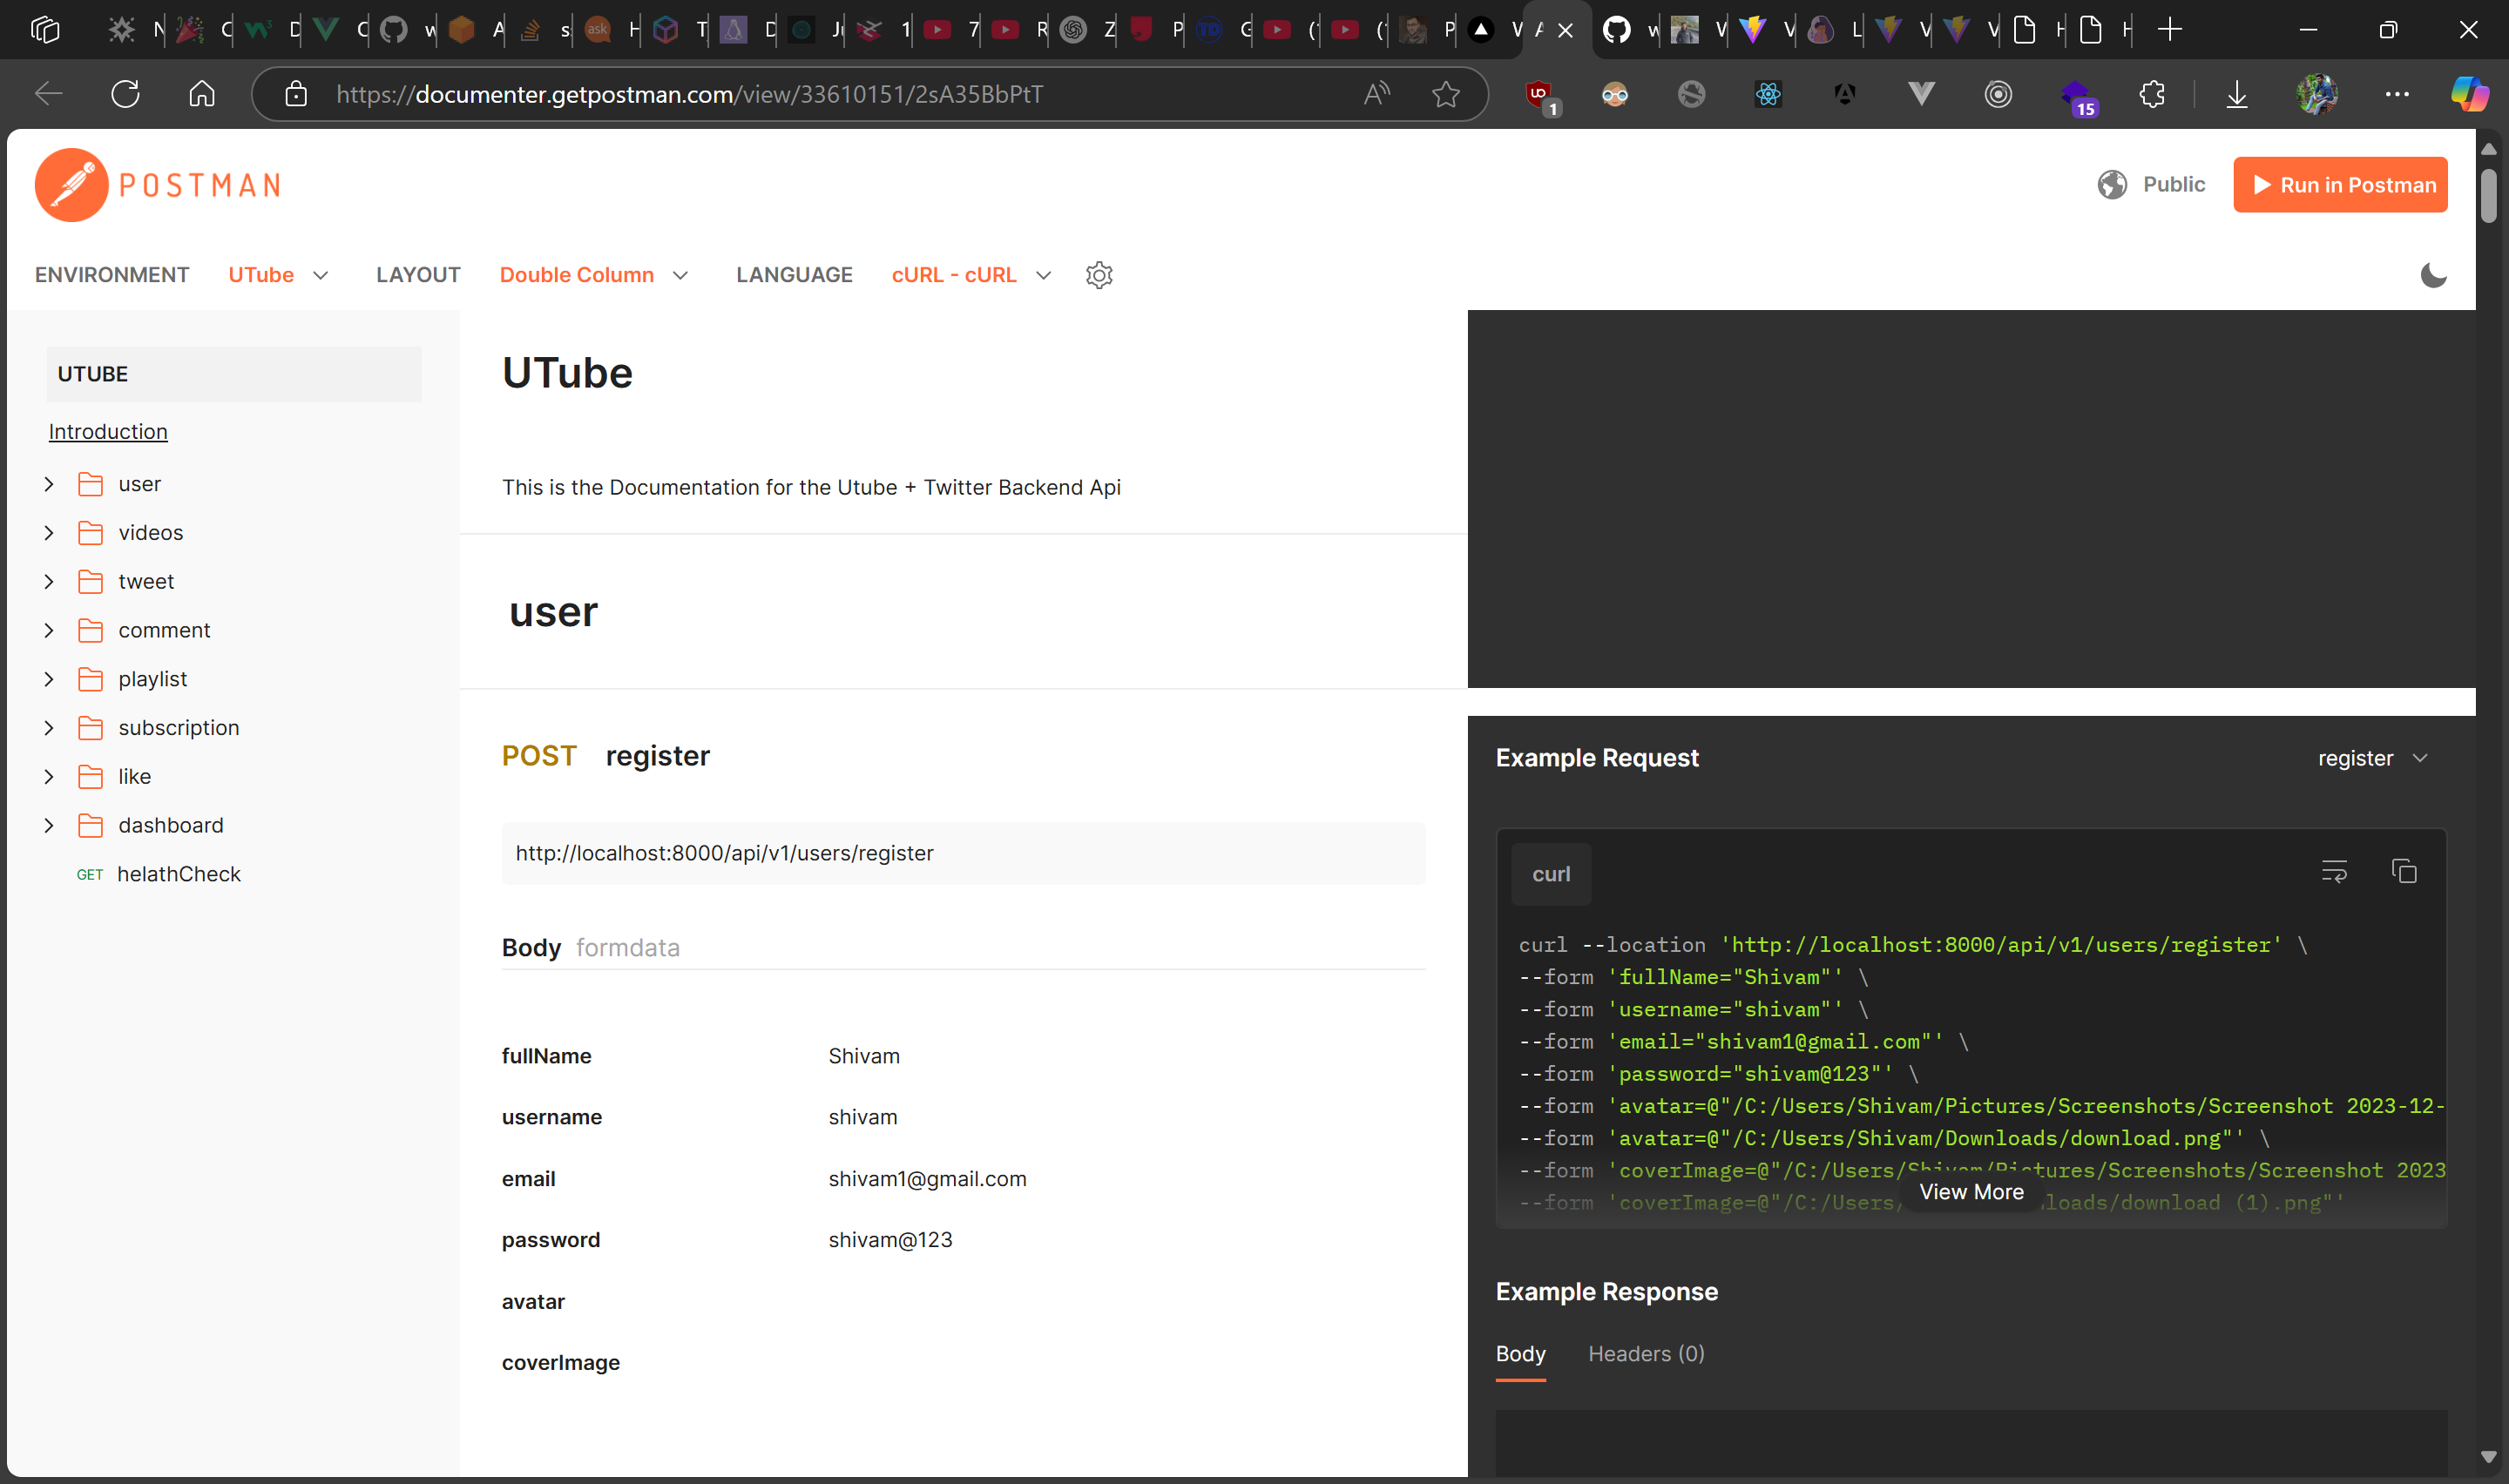 https://documenter.getpostman.com/view/33610151/2sA35BbPtT
1
15
POSTMAN
Public
Run in Postman
ENVIRONMENT UTube LAYOUT Double Column LANGUAGE cURL - cURL
UTUBE
Introduction
user
videos
tweet
comment
playlist
subscription
like
dashboard
GET helathCheck
UTube
This is the Documentation for the Utube + Twitter Backend Api
user
POST register
http://localhost:8000/api/v1/users/register
Body formdata
fullName Shivam
username shivam
email shivam1@gmail.com
password shivam@123
avatar
coverImage
Example Request
register
curl
curl --location 'http://localhost:8000/api/v1/users/register' \
--form 'fullName="Shivam"' \
--form 'username="shivam"' \
--form 'email="shivam1@gmail.com"' \
--form 'password="shivam@123"' \
--form 'avatar=@"/C:/Users/Shivam/Pictures/Screenshots/Screenshot 2023-12-
--form 'avatar=@"/C:/Users/Shivam/Downloads/download.png"' \
--form 'coverImage=@"/C:/Users/Shivam/Pictures/Screenshots/Screenshot 2023
--form 'coverImage=@"/C:/Users/ loads/download (1).png"'
View More
Example Response
Body Headers (0)